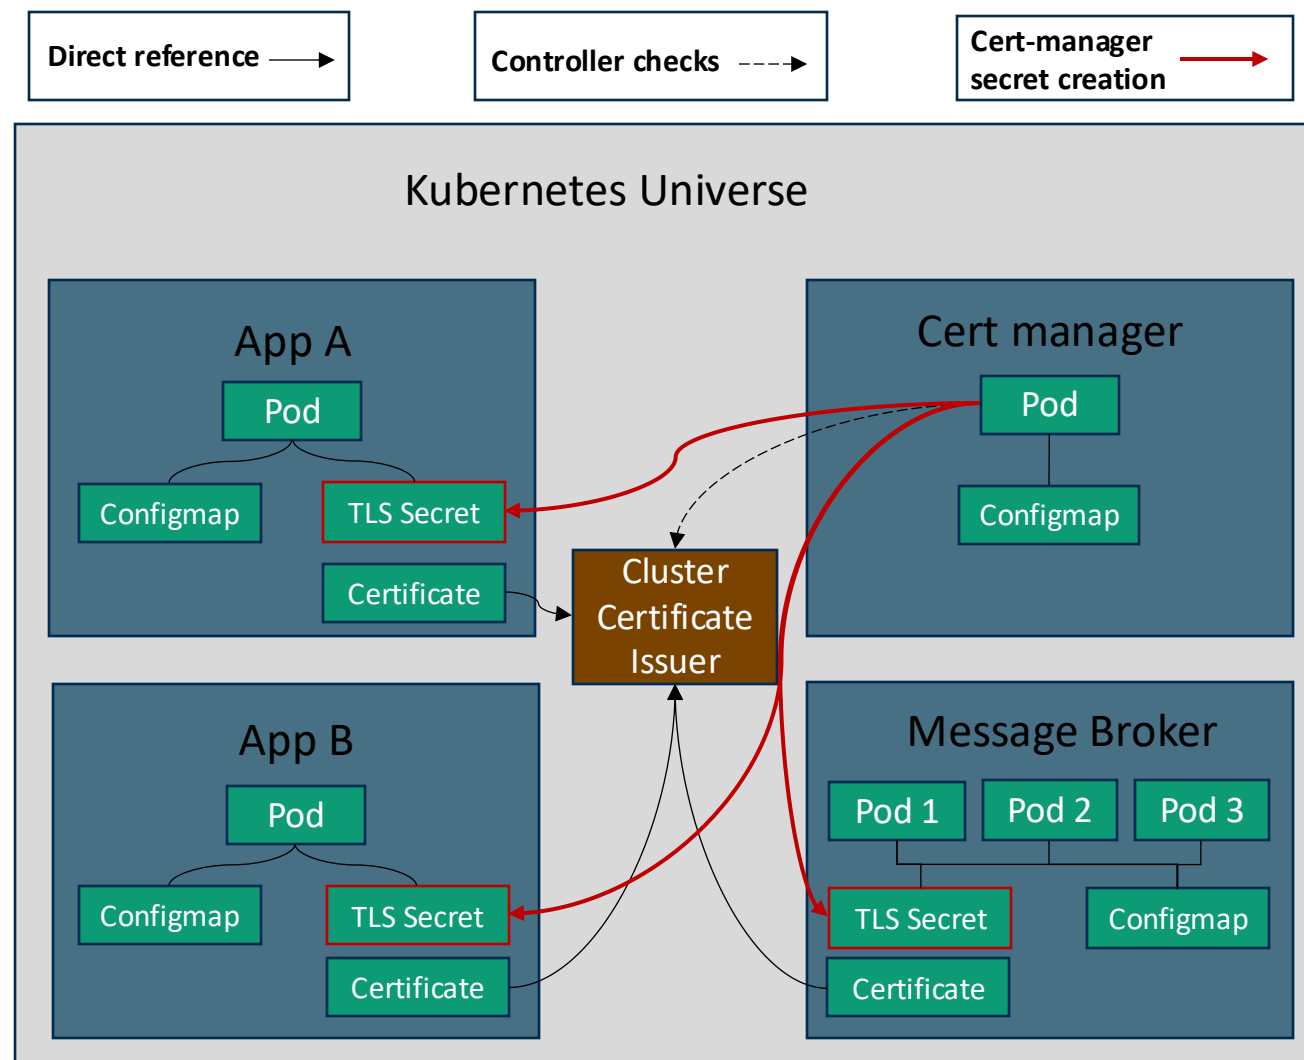 Direct reference
Controller checks
Cert-manager
secret creation
Kubernetes Universe
App A
Pod
Configmap
TLS Secret
Certificate
Cert manager
Pod
Configmap
Cluster
Certificate
Issuer
App B
Pod
Configmap
TLS Secret
Certificate
Message Broker
Pod 1
Pod 2
Pod 3
TLS Secret
Configmap
Certificate